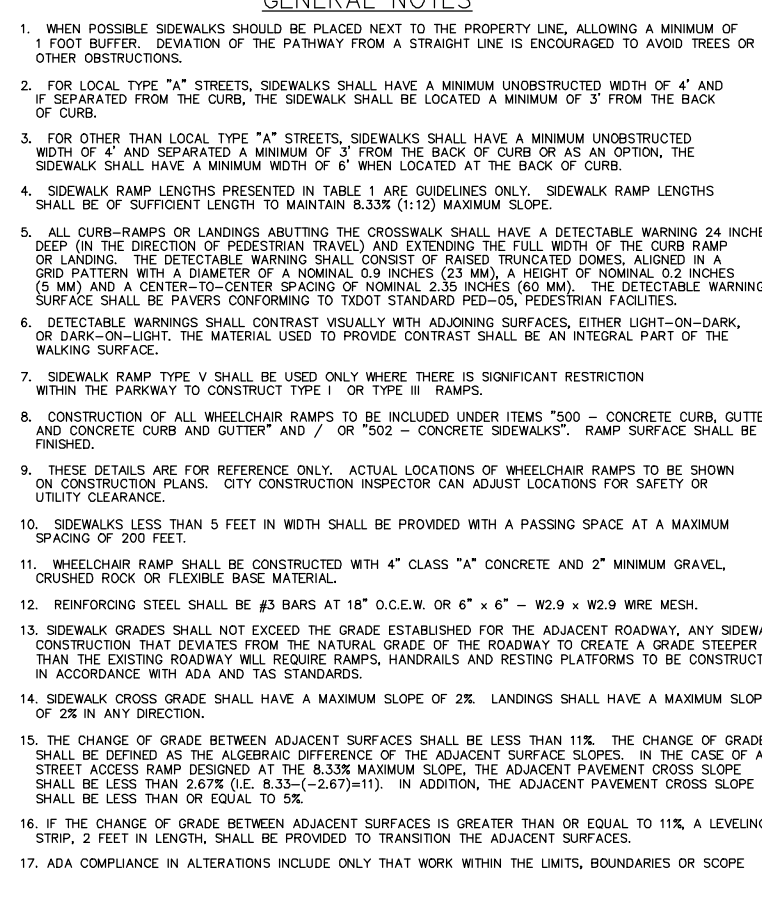 GENERAL NOTES
1. WHEN POSSIBLE SIDEWALKS SHOULD BE PLACED NEXT TO THE PROPERTY LINE, ALLOWING A MINIMUM OF
1 FOOT BUFFER. DEVIATION OF THE PATHWAY FROM A STRAIGHT LINE IS ENCOURAGED TO AVOID TREES OR
OTHER OBSTRUCTIONS.
2. FOR LOCAL TYPE "A" STREETS, SIDEWALKS SHALL HAVE A MINIMUM UNOBSTRUCTED WIDTH OF 4' AND
IF SEPARATED FROM THE CURB, THE SIDEWALK SHALL BE LOCATED A MINIMUM OF 3' FROM THE BACK
OF CURB.
3. FOR OTHER THAN LOCAL TYPE "A" STREETS, SIDEWALKS SHALL HAVE A MINIMUM UNOBSTRUCTED
WIDTH OF 4' AND SEPARATED A MINIMUM OF 3' FROM THE BACK OF CURB OR AS AN OPTION, THE
SIDEWALK SHALL HAVE A MINIMUM WIDTH OF 6' WHEN LOCATED AT THE BACK OF CURB.
4. SIDEWALK RAMP LENGTHS PRESENTED IN TABLE 1 ARE GUIDELINES ONLY. SIDEWALK RAMP LENGTHS
SHALL BE OF SUFFICIENT LENGTH TO MAINTAIN 8.33% (1:12) MAXIMUM SLOPE.
5. ALL CURB-RAMPS OR LANDINGS ABUTTING THE CROSSWALK SHALL HAVE A DETECTABLE WARNING 24 INCHE
DEEP (IN THE DIRECTION OF PEDESTRIAN TRAVEL) AND EXTENDING THE FULL WIDTH OF THE CURB RAMP
OR LANDING. THE DETECTABLE WARNING SHALL CONSIST OF RAISED TRUNCATED DOMES, ALIGNED IN A
GRID PATTERN WITH A DIAMETER OF A NOMINAL 0.9 INCHES (23 MM), A HEIGHT OF NOMINAL 0.2 INCHES
(5 MM) AND A CENTER-TO-CENTER SPACING OF NOMINAL 2.35 INCHES (60 MM). THE DETECTABLE WARNING
SURFACE SHALL BE PAVERS CONFORMING TO TXDOT STANDARD PED-05, PEDESTRIAN FACILITIES.
6. DETECTABLE WARNINGS SHALL CONTRAST VISUALLY WITH ADJOINING SURFACES, EITHER LIGHT-ON-DARK,
OR DARK-ON-LIGHT. THE MATERIAL USED TO PROVIDE CONTRAST SHALL BE AN INTEGRAL PART OF THE
WALKING SURFACE.
7. SIDEWALK RAMP TYPE V SHALL BE USED ONLY WHERE THERE IS SIGNIFICANT RESTRICTION
WITHIN THE PARKWAY TO CONSTRUCT TYPE I OR TYPE III RAMPS.
8. CONSTRUCTION OF ALL WHEELCHAIR RAMPS TO BE INCLUDED UNDER ITEMS "500 - CONCRETE CURB, GUTTE
AND CONCRETE CURB AND GUTTER" AND / OR "502 - CONCRETE SIDEWALKS". RAMP SURFACE SHALL BE
FINISHED.
9. THESE DETAILS ARE FOR REFERENCE ONLY. ACTUAL LOCATIONS OF WHEELCHAIR RAMPS TO BE SHOWN
ON CONSTRUCTION PLANS. CITY CONSTRUCTION INSPECTOR CAN ADJUST LOCATIONS FOR SAFETY OR
UTILITY CLEARANCE.
10. SIDEWALKS LESS THAN 5 FEET IN WIDTH SHALL BE PROVIDED WITH A PASSING SPACE AT A MAXIMUM
SPACING OF 200 FEET.
11. WHEELCHAIR RAMP SHALL BE CONSTRUCTED WITH 4" CLASS "A" CONCRETE AND 2" MINIMUM GRAVEL,
CRUSHED ROCK OR FLEXIBLE BASE MATERIAL.
12. REINFORCING STEEL SHALL BE #3 BARS AT 18" O.C.E.W. OR 6" x 6" - W2.9 x W2.9 WIRE MESH.
13. SIDEWALK GRADES SHALL NOT EXCEED THE GRADE ESTABLISHED FOR THE ADJACENT ROADWAY, ANY SIDEWA
CONSTRUCTION THAT DEVIATES FROM THE NATURAL GRADE OF THE ROADWAY TO CREATE A GRADE STEEPER
THAN THE EXISTING ROADWAY WILL REQUIRE RAMPS, HANDRAILS AND RESTING PLATFORMS TO BE CONSTRUCT
IN ACCORDANCE WITH ADA AND TAS STANDARDS.
14. SIDEWALK CROSS GRADE SHALL HAVE A MAXIMUM SLOPE OF 2%. LANDINGS SHALL HAVE A MAXIMUM SLOP
OF 2% IN ANY DIRECTION.
15. THE CHANGE OF GRADE BETWEEN ADJACENT SURFACES SHALL BE LESS THAN 11%. THE CHANGE OF GRADE
SHALL BE DEFINED AS THE ALGEBRAIC DIFFERENCE OF THE ADJACENT SURFACE SLOPES. IN THE CASE OF A
STREET ACCESS RAMP DESIGNED AT THE 8.33% MAXIMUM SLOPE, THE ADJACENT PAVEMENT CROSS SLOPE
SHALL BE LESS THAN 2.67% (I.E. 8.33-(-2.67)=11). IN ADDITION, THE ADJACENT PAVEMENT CROSS SLOPE
SHALL BE LESS THAN OR EQUAL TO 5%.
16. IF THE CHANGE OF GRADE BETWEEN ADJACENT SURFACES IS GREATER THAN OR EQUAL TO 11%, A LEVELING
STRIP, 2 FEET IN LENGTH, SHALL BE PROVIDED TO TRANSITION THE ADJACENT SURFACES.
17. ADA COMPLIANCE IN ALTERATIONS INCLUDE ONLY THAT WORK WITHIN THE LIMITS, BOUNDARIES OR SCOPE